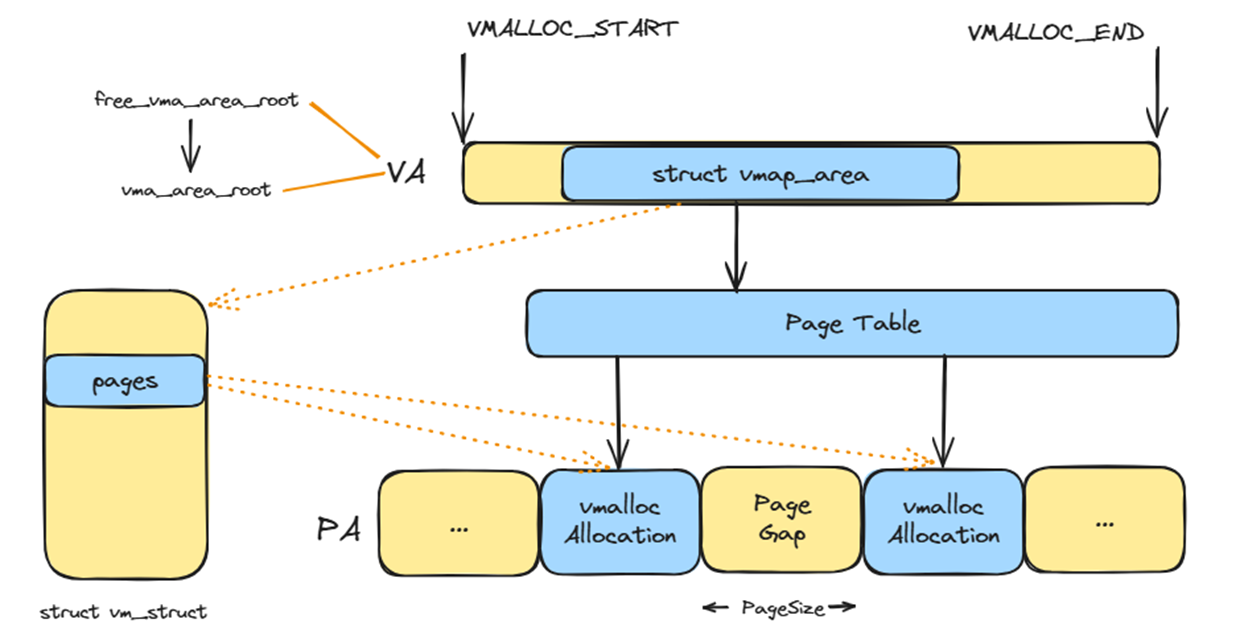 VMALLOC_START
VMALLOC_END
free_vma_area_root
vma_area_root
VA
struct vmap_area
Page Table
pages
PA
...
vmalloc
Allocation
Page
Gap
vmalloc
Allocation
...
struct vm_struct
PageSize